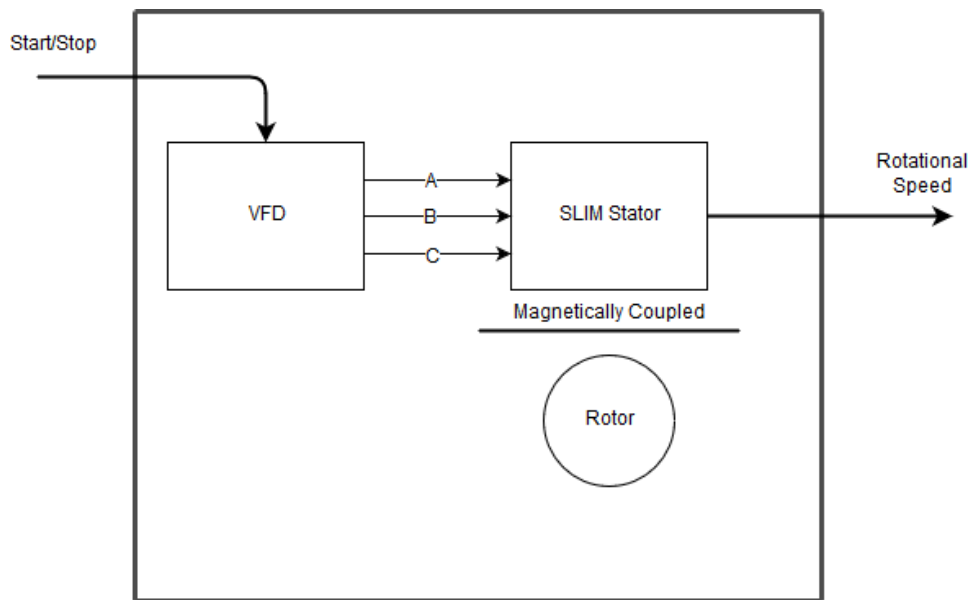 Start/Stop
VFD
A
B
C
SLIM Stator
Rotational
Speed
Magnetically Coupled
Rotor